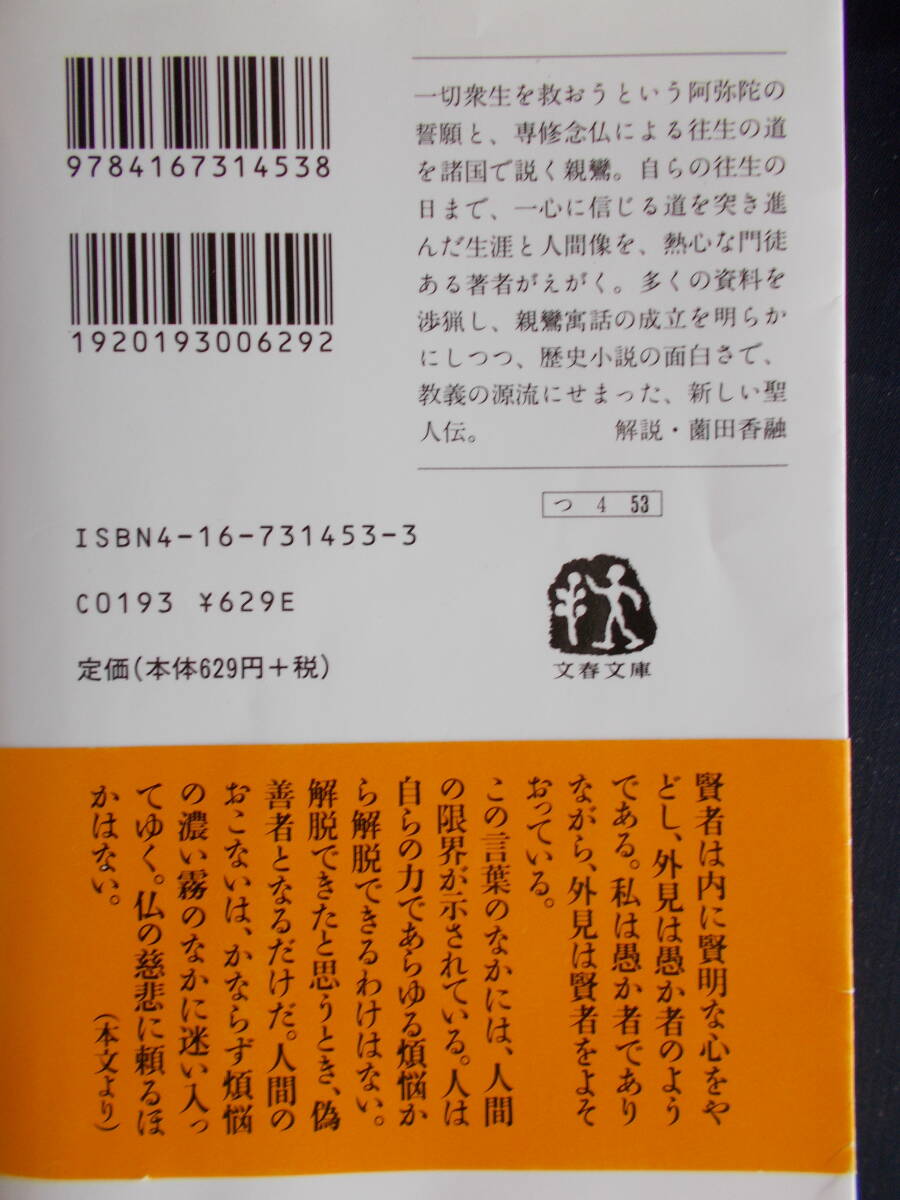 9784167314538
1920193006292
一切衆生を救おうという阿弥陀の
誓願と、専修念仏による往生の道
を諸国で説く親鸞。自らの往生の
日まで、一心に信じる道を突き進
んだ生涯と人間像を、熱心な門徒
ある著者がえがく。多くの資料を
渉猟し、親鸞寓話の成立を明らか
にしつつ、歴史小説の面白さで、
教義の源流にせまった、新しい聖
人伝。 解説・薗田香融
つ 4 53
ISBN4-16-731453-3
C0193 ¥629E
定価(本体629円+税)
文春文庫
賢者は内に賢明な心をや
どし、外見は愚か者のよう
である。私は愚か者であり
ながら、外見は賢者をよそ
おっている。
この言葉のなかには、人間
の限界が示されている。人は
自らの力であらゆる煩悩か
ら解脱できるわけはない。
解脱できたと思うとき、偽
善者となるだけだ。人間の
おこないは、かならず煩悩
の濃い霧のなかに迷い入っ
てゆく。仏の慈悲に頼るほ
かはない。
(本文より)